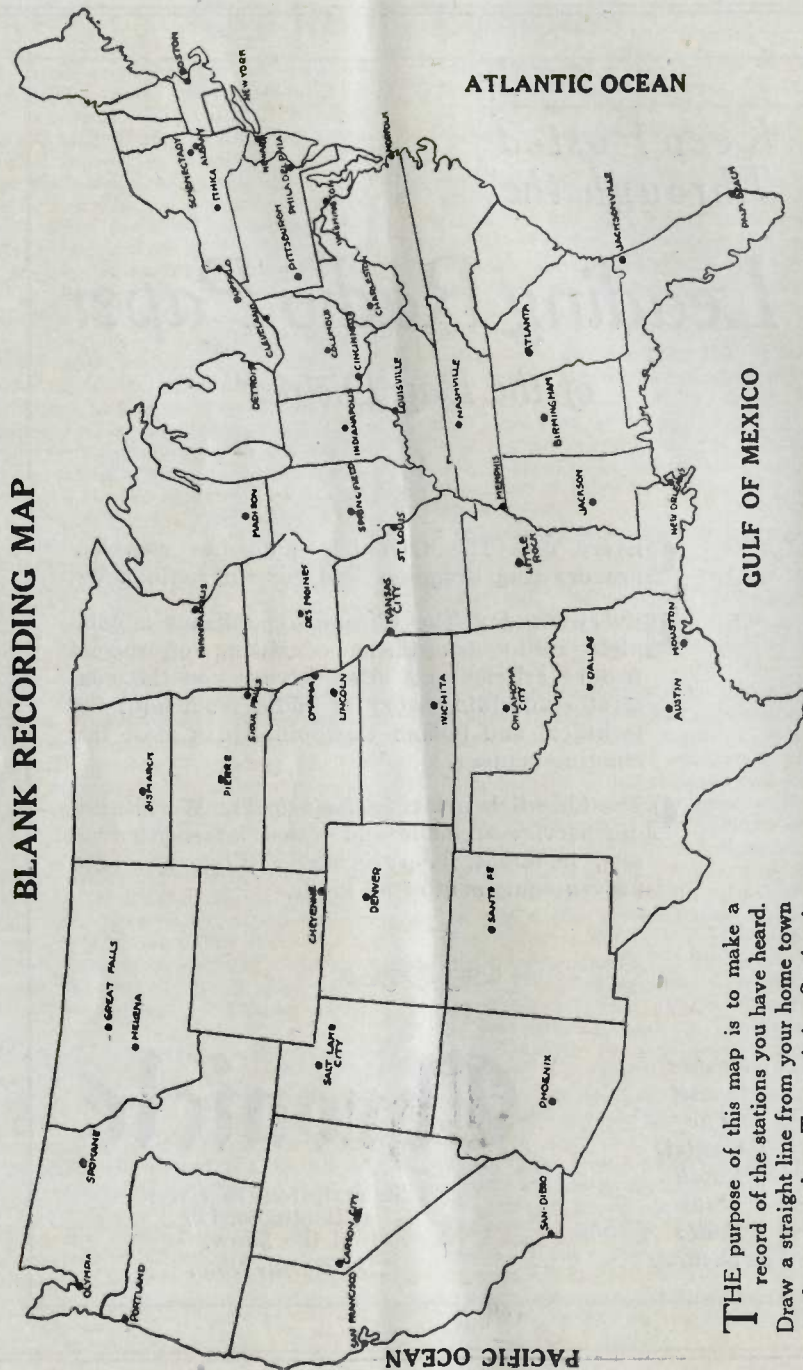 BLANK RECORDING MAP
OLYMPIA
SPOKANE
PORTLAND
GREAT FALLS
HELENA
BISMARCK
PIERRE
SIOUX FALLS
MINNEAPOLIS
MADISON
DETROIT
BUFFALO
SCHENECTADY
ALBANY
ITHICA
BOSTON
NEW YORK
NEWARK
PHILADELPHIA
PITTSBURGH
CLEVELAND
COLUMBUS
CINCINNATI
CHARLESTON
WASHINGTON
NORFOLK
INDIANAPOLIS
SPRINGFIELD
LOUISVILLE
ST LOUIS
DES MOINES
KANSAS
CITY
OMAHA
LINCOLN
CHEYENNE
DENVER
SALT LAKE
CITY
CARSON CITY
SAN FRANCISCO
SAN-DIEGO
PHOENIX
SANTE FE
WICHITA
OKLAHOMA
CITY
LITTLE
ROCK
MEMPHIS
NASHVILLE
ATLANTA
BIRMINGHAM
JACKSON
JACKSONVILLE
PALM BEACH
NEW ORLEANS
DALLAS
AUSTIN
HOUSTON
PACIFIC OCEAN
ATLANTIC OCEAN
GULF OF MEXICO
THE purpose of this map is to make a
record of the stations you have heard.
Draw a straight line from your home town